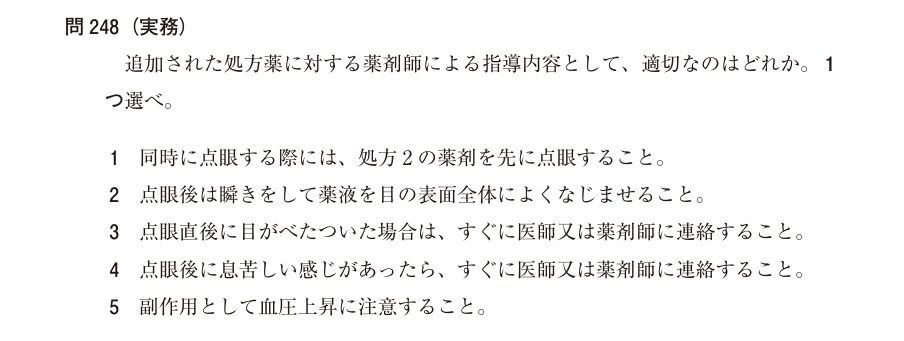 問 248（実務）
追加された処方薬に対する薬剤師による指導内容として、適切なのはどれか。1
つ選べ。
1 同時に点眼する際には、処方２の薬剤を先に点眼すること。
2 点眼後は瞬きをして薬液を目の表面全体によくなじませること。
3 点眼直後に目がべたついた場合は、すぐに医師又は薬剤師に連絡すること。
4 点眼後に息苦しい感じがあったら、すぐに医師又は薬剤師に連絡すること。
5 副作用として血圧上昇に注意すること。